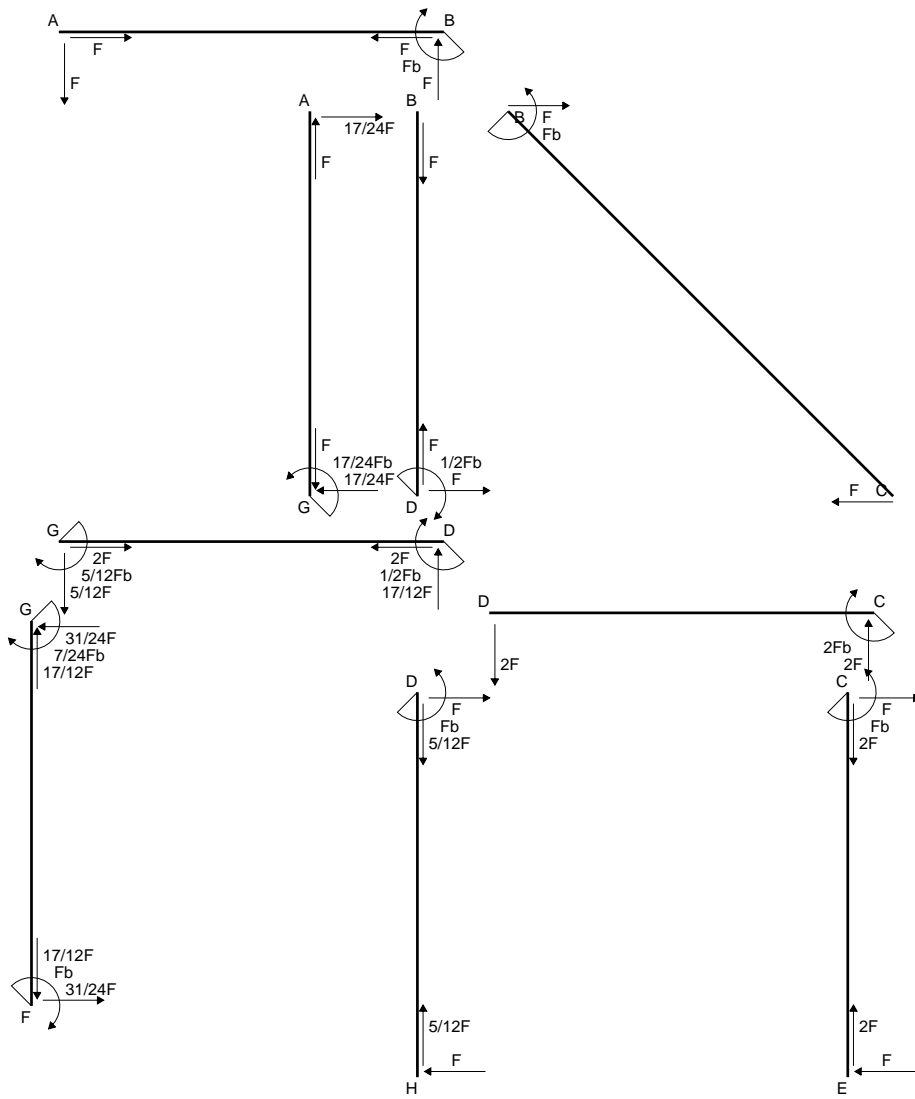 A B
F F
Fb
F F
A B
17/24F B F
Fb
F F
F F
17/24Fb 1/2Fb
17/24F F
G D F C
G D
2F 2F
5/12Fb 1/2Fb
5/12F 17/12F
G D C
31/24F
7/24Fb 2Fb
17/12F 2F 2F
D C
F F
Fb Fb
5/12F 2F
17/12F
Fb
31/24F
F
5/12F 2F
F F
H E